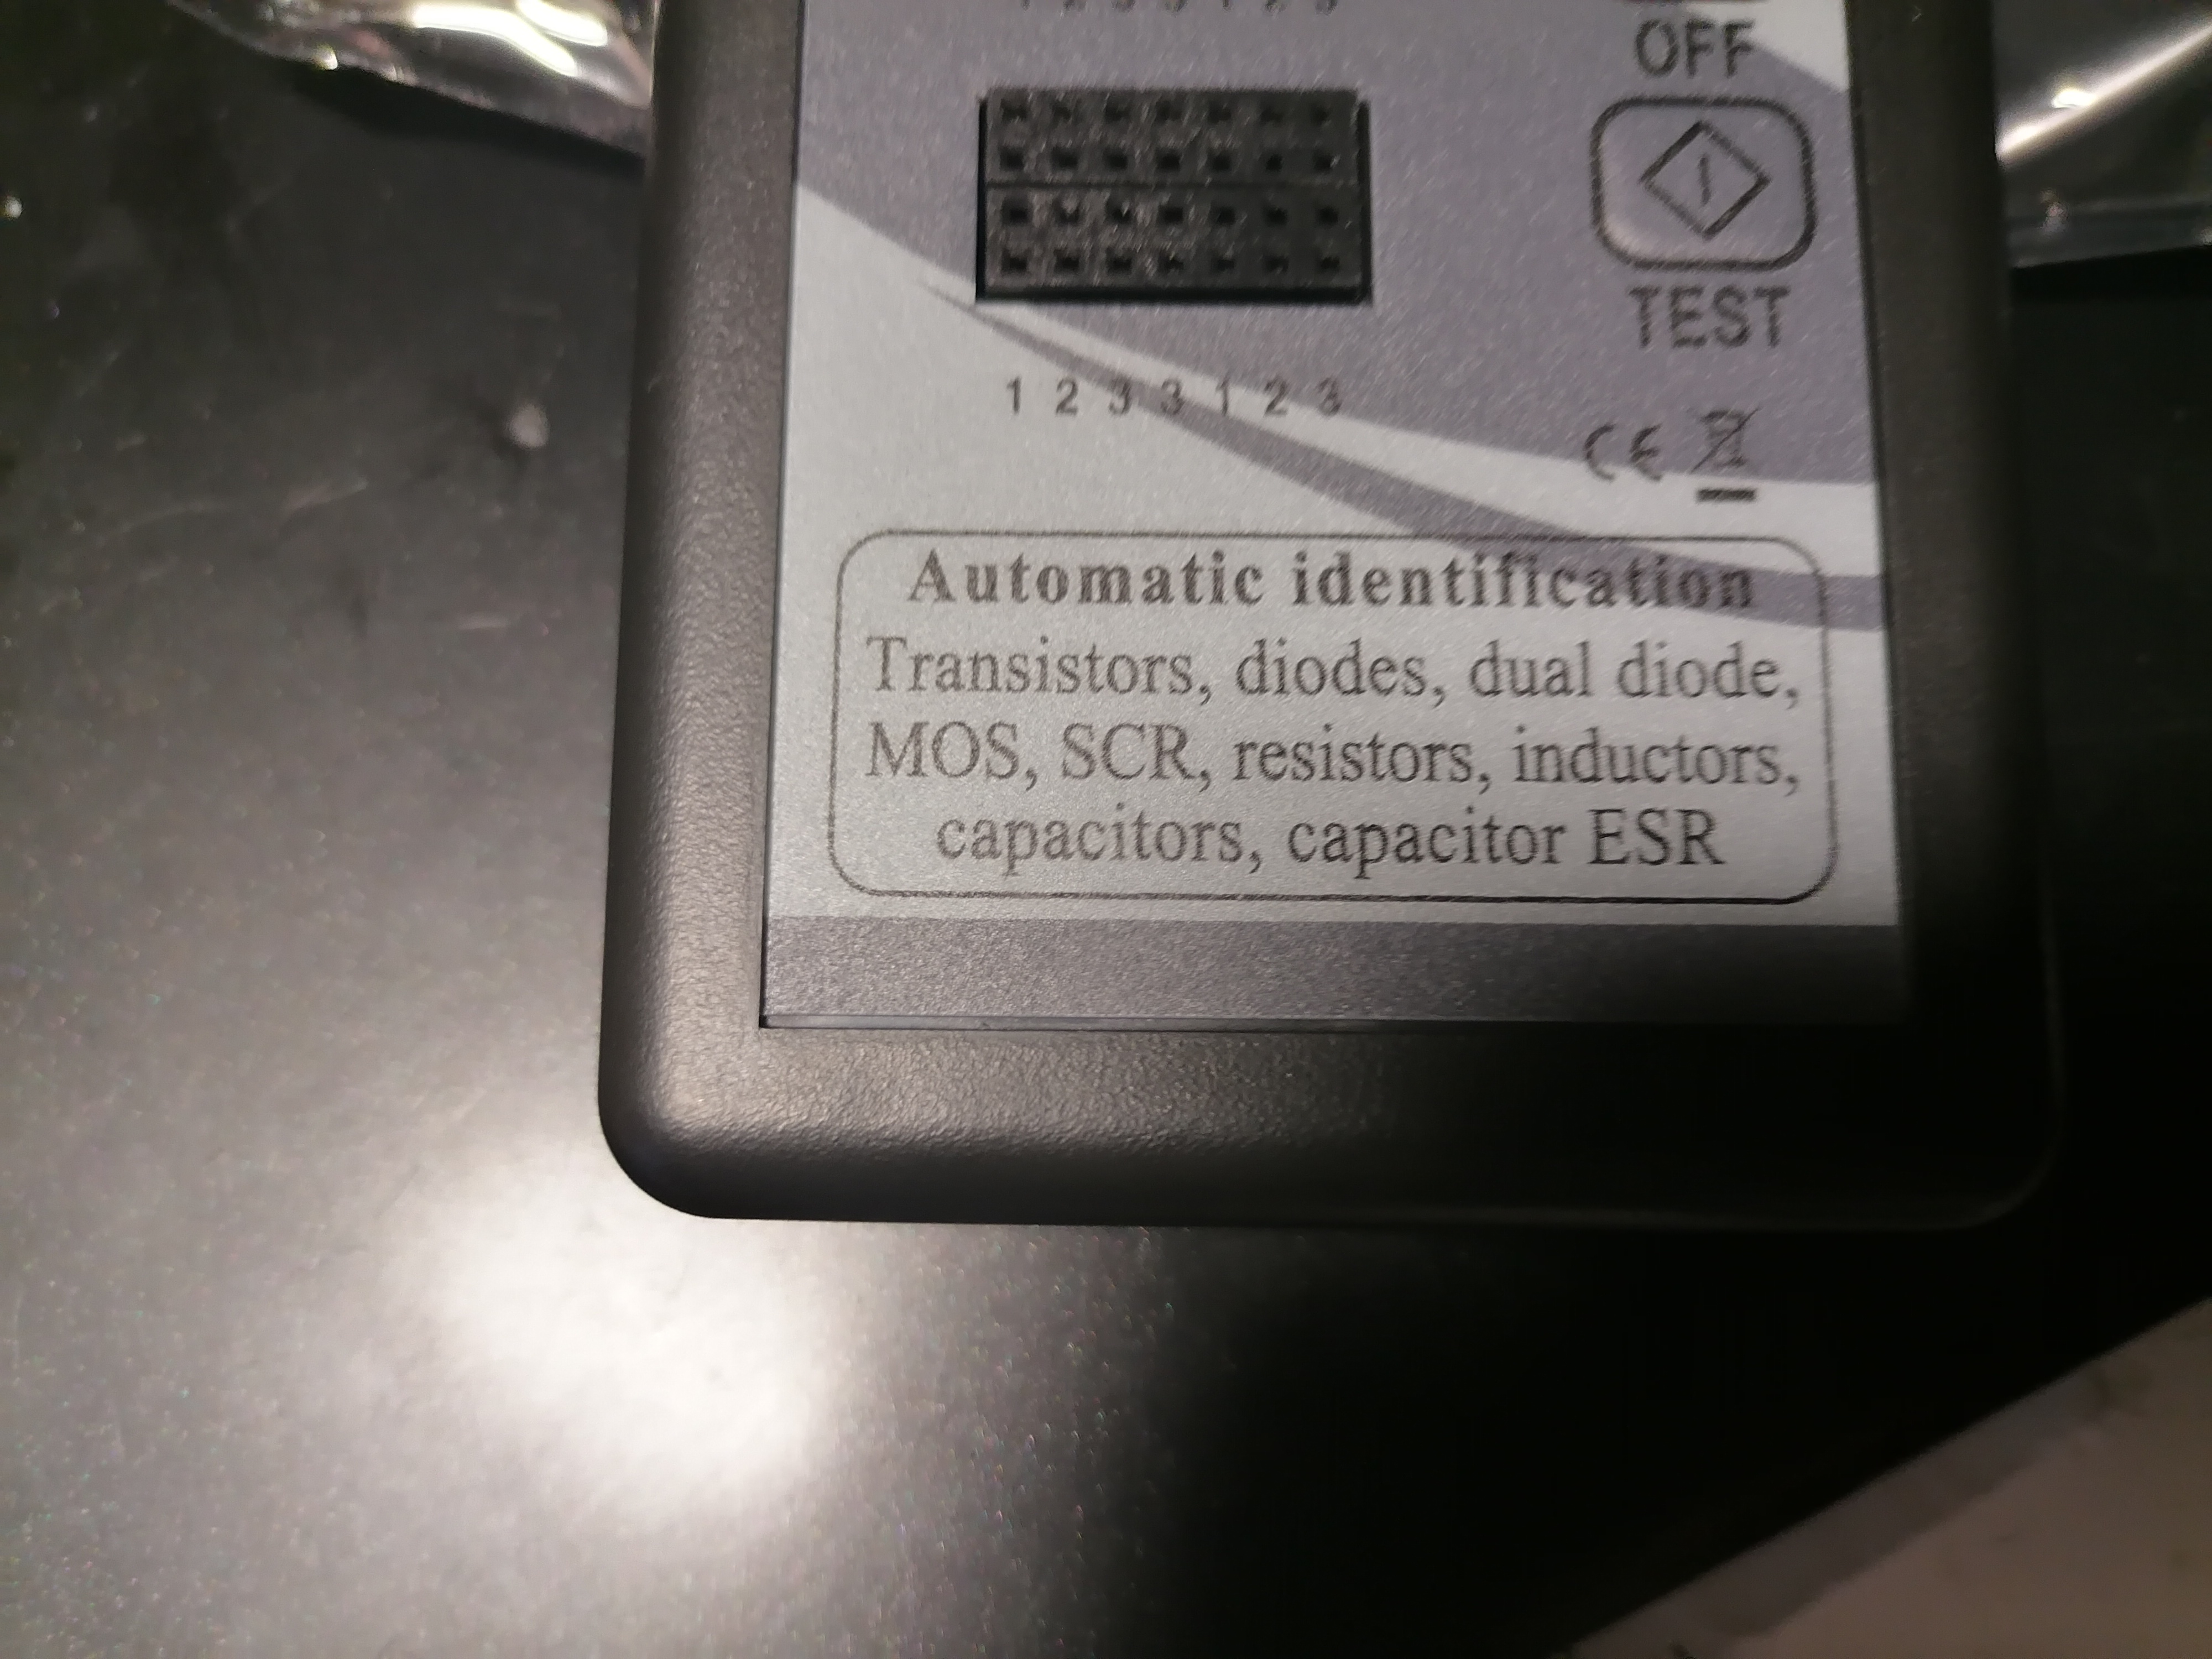 OFF
TEST
1 2 3 3 1 2 3
CE
Automatic identification
Transistors, diodes, dual diode,
MOS, SCR, resistors, inductors,
capacitors, capacitor ESR